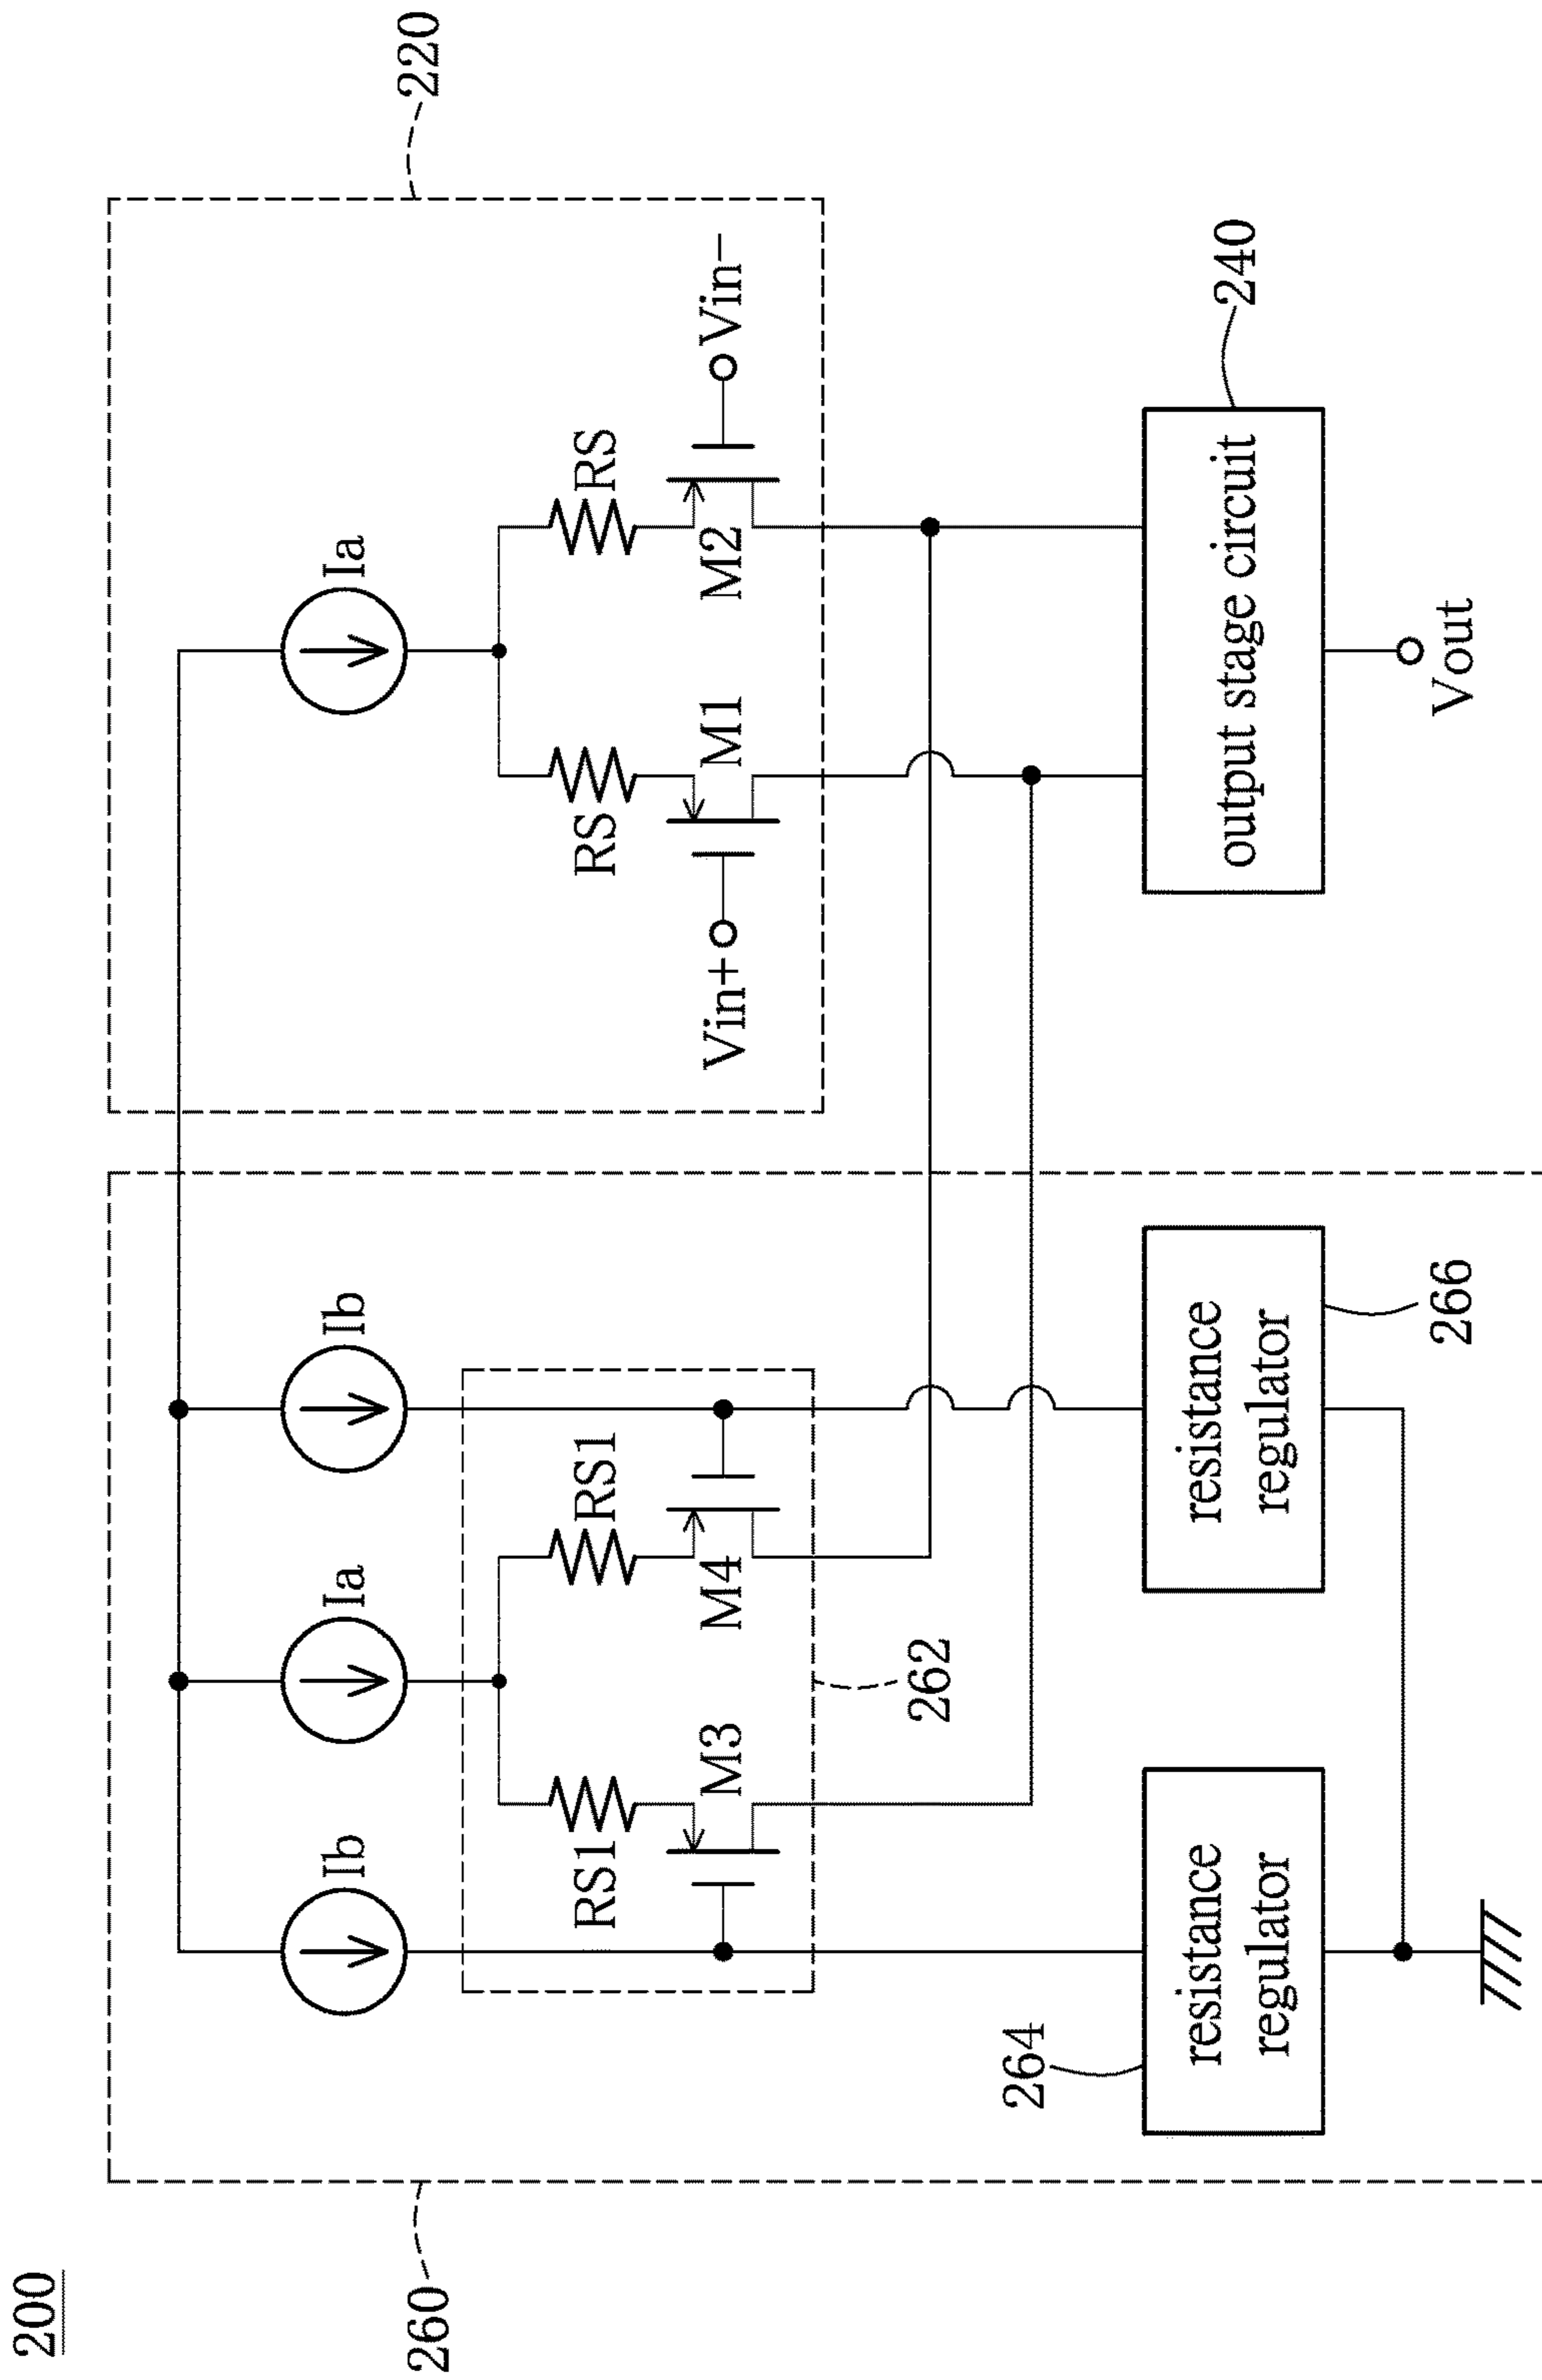 200
260
220
Ib
Ia
Ib
Ia
RS1
RS1
RS
RS
M3
M4
Vin+
M1
M2
Vin−
262
264
resistance
regulator
resistance
regulator
266
output stage circuit
240
Vout